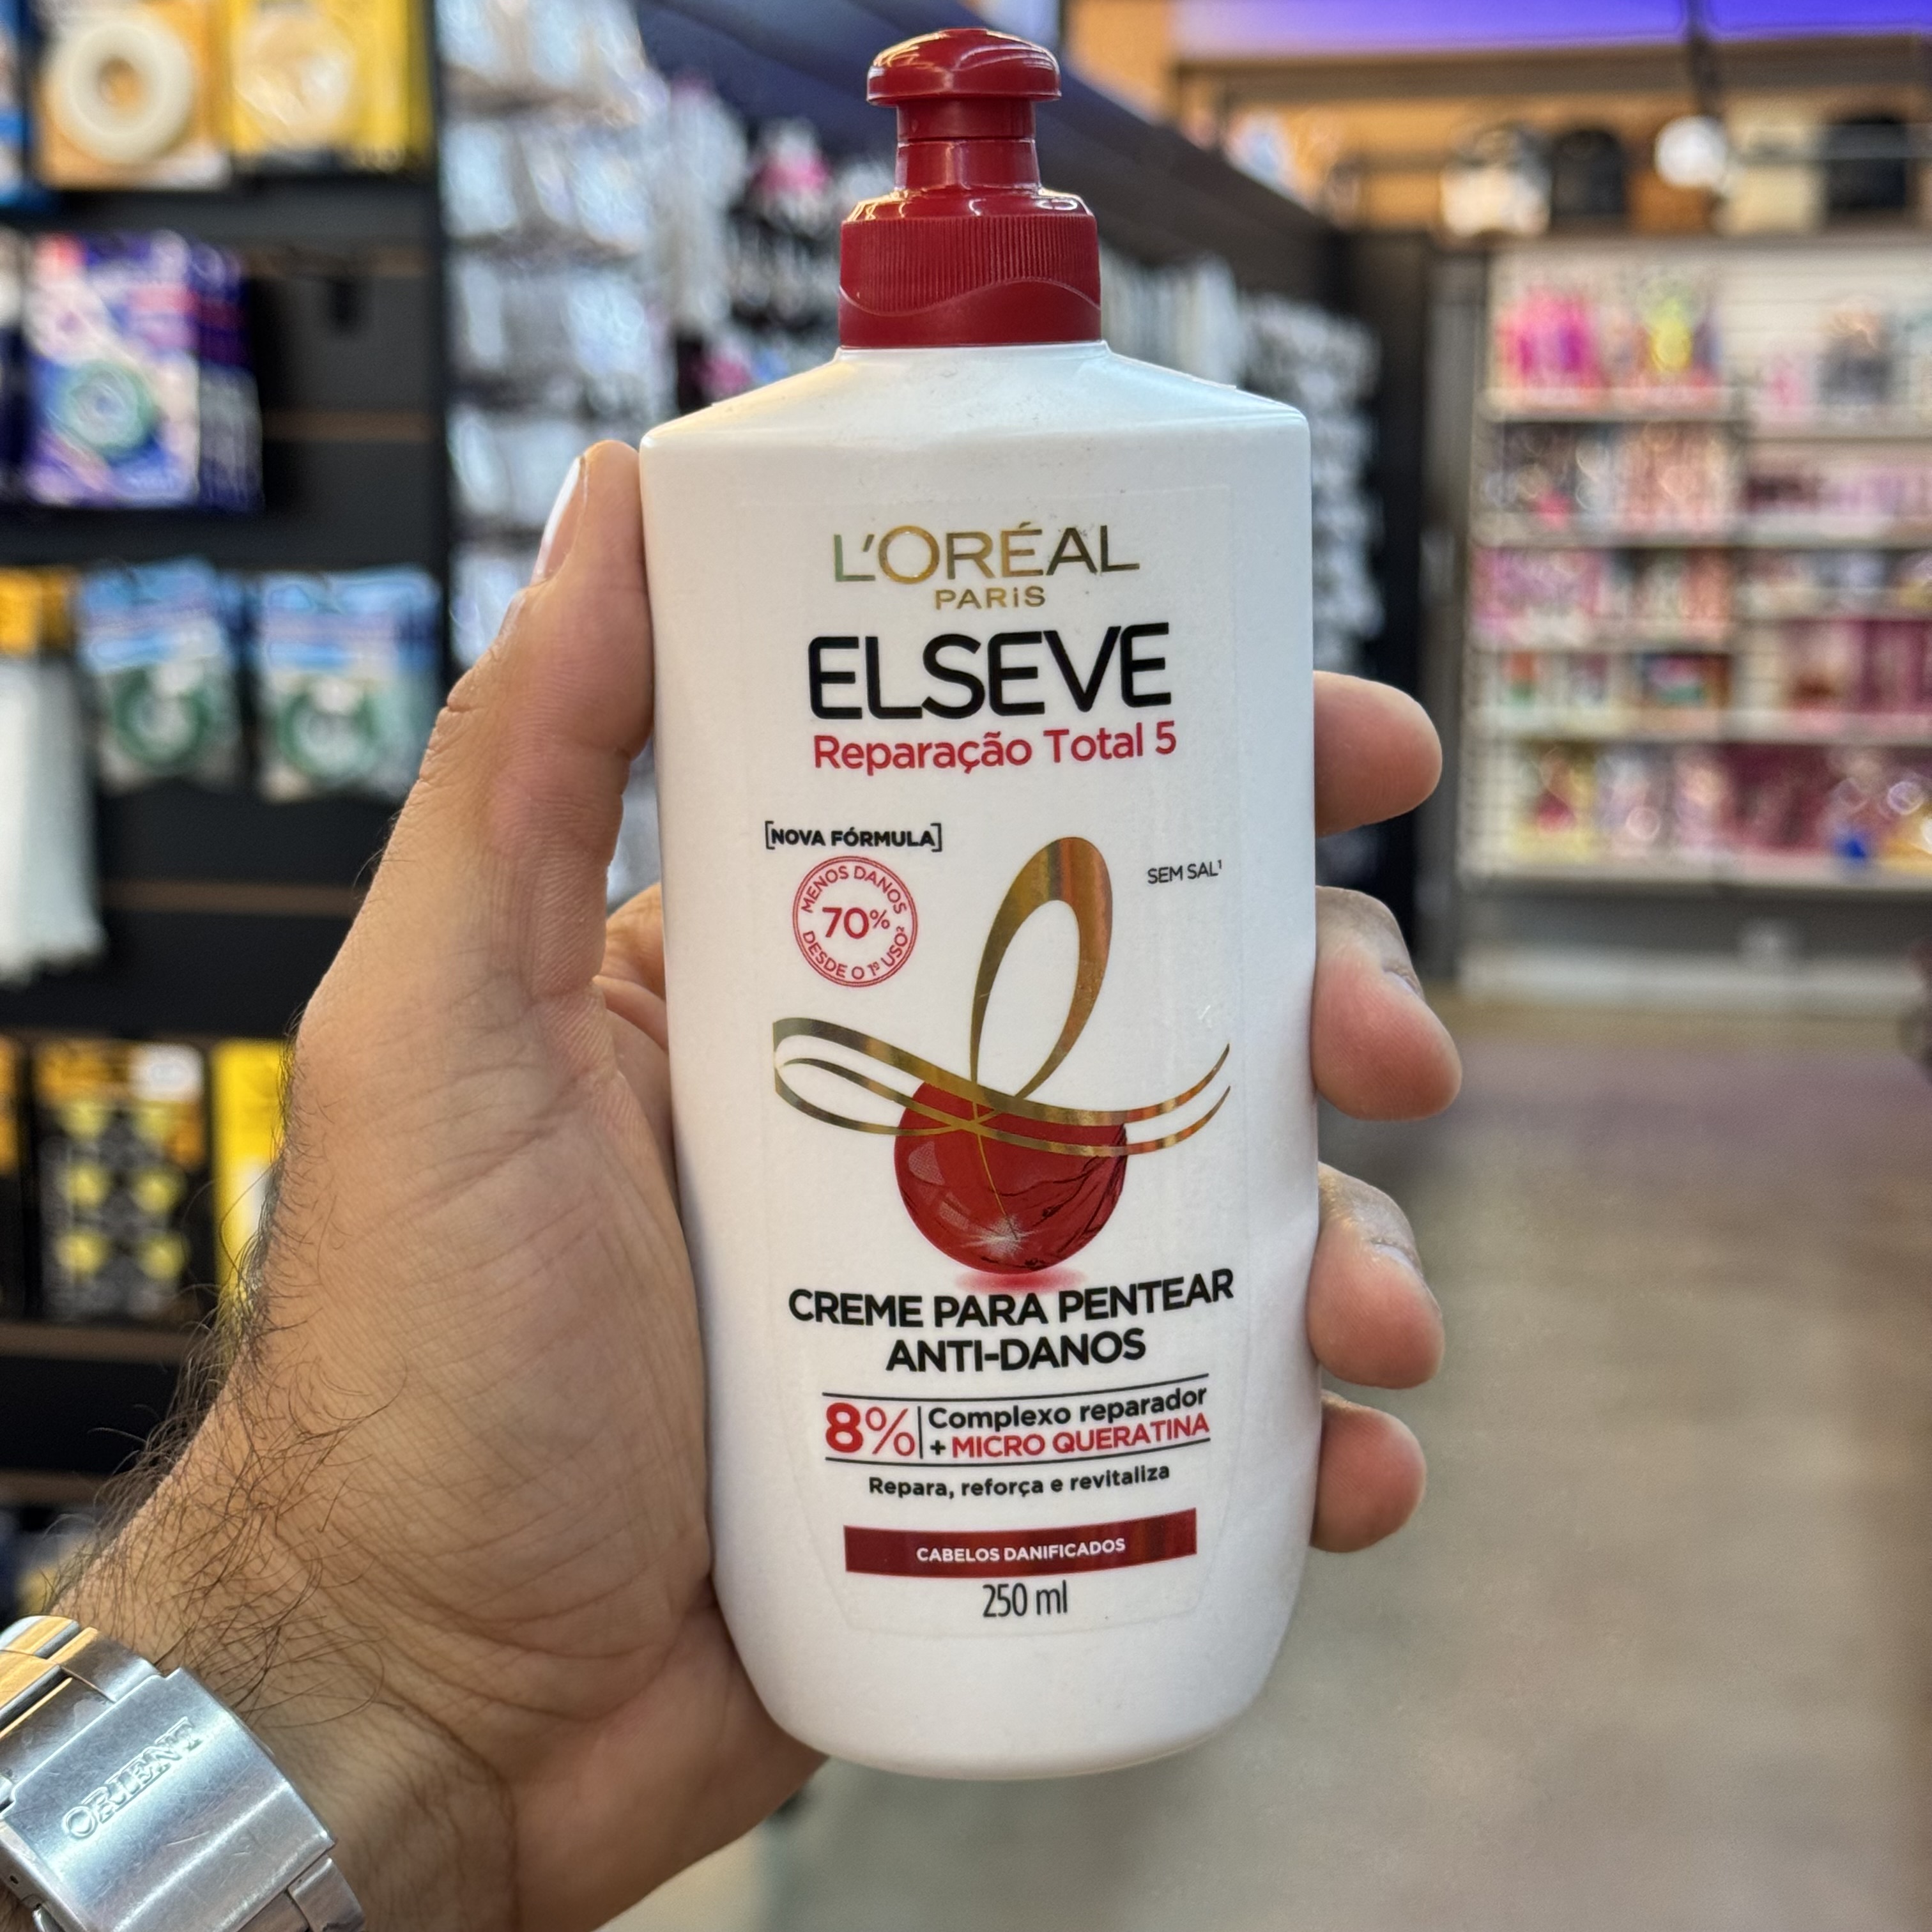 L'ORÉAL
PARiS
ELSEVE
Reparação Total 5
[NOVA FÓRMULA]
MENOS DANOS
70%
DESDE O 1º USO²
SEM SAL¹
CREME PARA PENTEAR
ANTI-DANOS
8% Complexo reparador
+ MICRO QUERATINA
Repara, reforça e revitaliza
CABELOS DANIFICADOS
250 ml
ORIENT